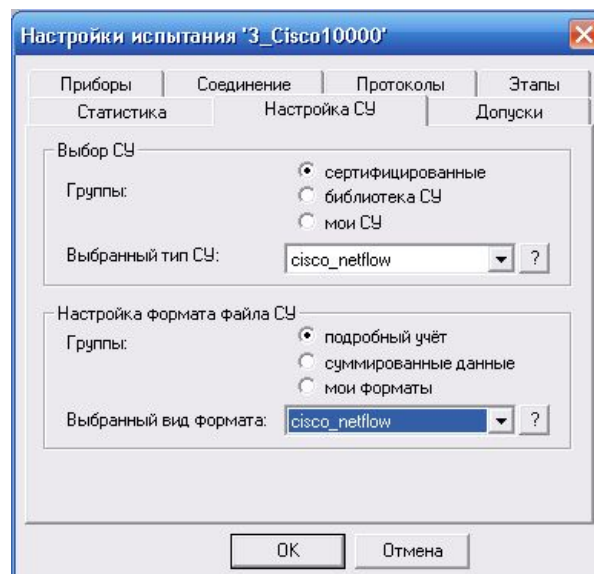 Настройки испытания '3_Cisco10000'
Приборы Соединение Протоколы Этапы
Статистика Настройка СУ Допуски
Выбор СУ
Группы:
сертифицированные
библиотека СУ
мои СУ
Выбранный тип СУ: cisco_netflow ?
Настройка формата файла СУ
Группы:
подробный учёт
суммированные данные
мои форматы
Выбранный вид формата: cisco_netflow ?
OK Отмена